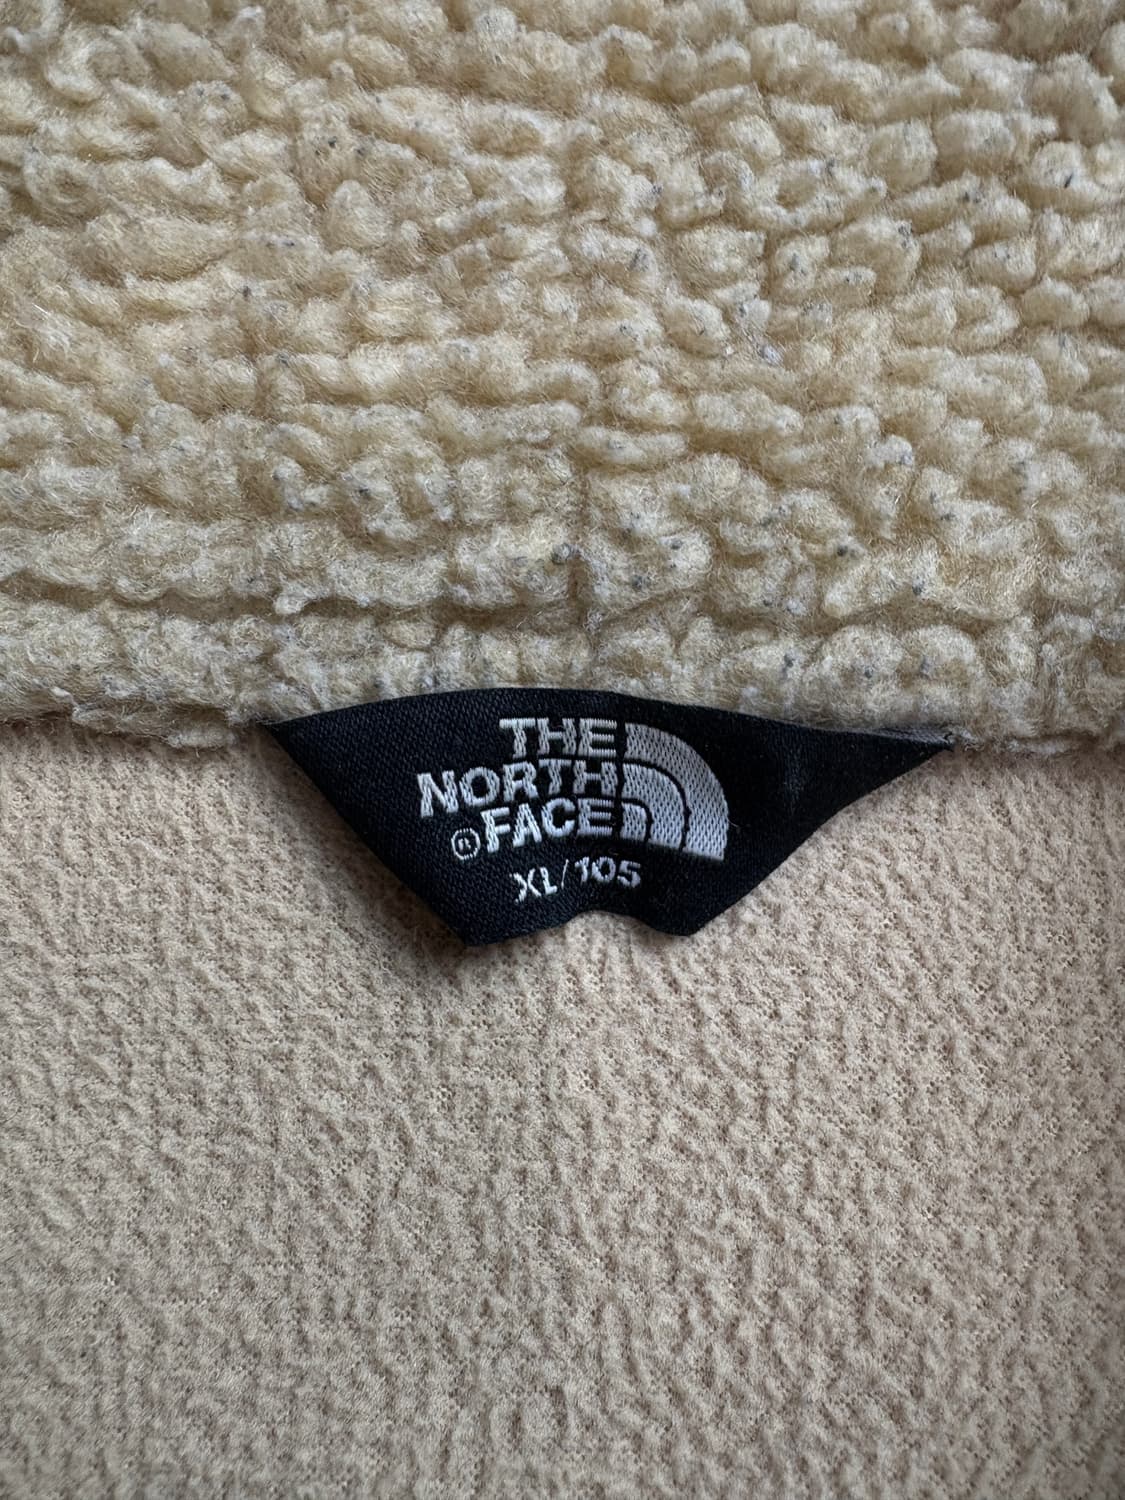 THE
NORTH
®FACE
XL/105